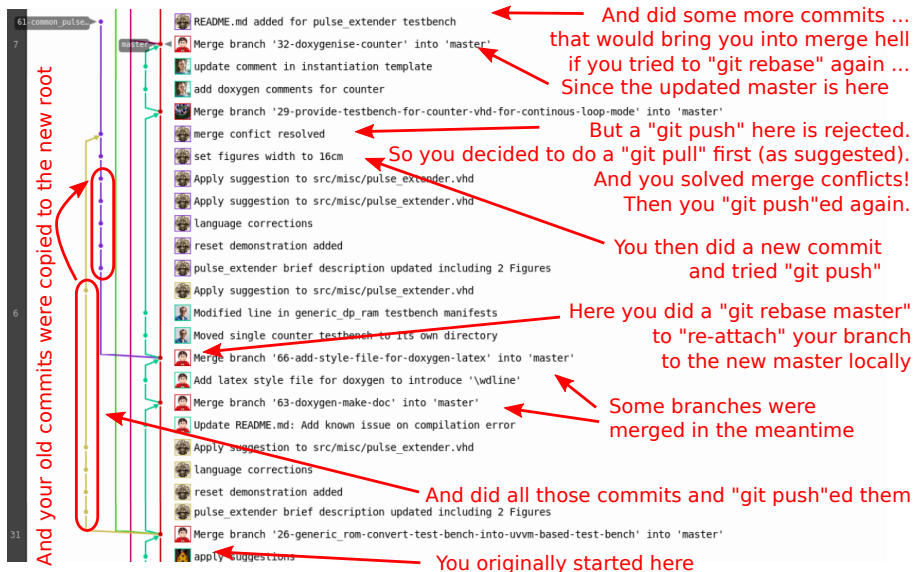 61-common_pulse…
README.md added for pulse_extender testbench
7
master
Merge branch '32-doxygenise-counter' into 'master'
update comment in instantiation template
add doxygen comments for counter
Merge branch '29-provide-testbench-for-counter-vhd-for-continous-loop-mode' into 'master'
merge confict resolved
set figures width to 16cm
Apply suggestion to src/misc/pulse_extender.vhd
Apply suggestion to src/misc/pulse_extender.vhd
language corrections
reset demonstration added
pulse_extender brief description updated including 2 Figures
Apply suggestion to src/misc/pulse_extender.vhd
6
Modified line in generic_dp_ram testbench manifests
Moved single counter testbench to its own directory
Merge branch '66-add-style-file-for-doxygen-latex' into 'master'
Add latex style file for doxygen to introduce '\wdline'
Merge branch '63-doxygen-make-doc' into 'master'
Update README.md: Add known issue on compilation error
Apply suggestion to src/misc/pulse_extender.vhd
language corrections
reset demonstration added
pulse_extender brief description updated including 2 Figures
31
Merge branch '26-generic_rom-convert-test-bench-into-uvvm-based-test-bench' into 'master'
apply suggestions
And did some more commits ...
that would bring you into merge hell
if you tried to "git rebase" again ...
Since the updated master is here
But a "git push" here is rejected.
So you decided to do a "git pull" first (as suggested).
And you solved merge conflicts!
Then you "git push"ed again.
You then did a new commit
and tried "git push"
Here you did a "git rebase master"
to "re-attach" your branch
to the new master locally
Some branches were
merged in the meantime
And did all those commits and "git push"ed them
You originally started here
And your old commits were copied to the new root